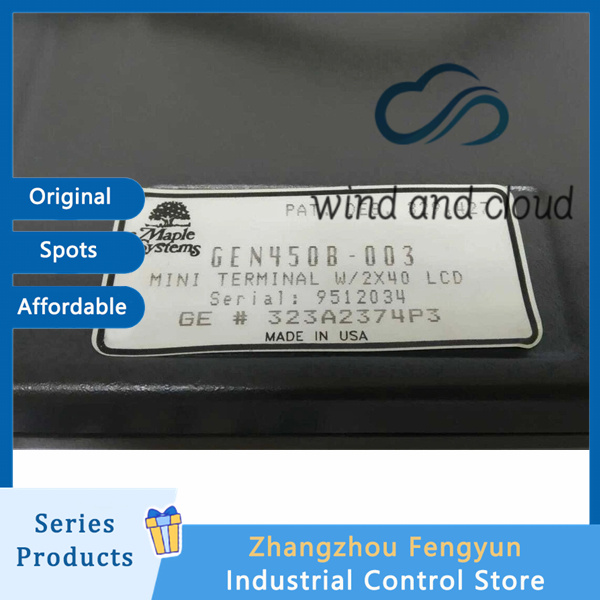 wind and cloud
Original
Spots
Affordable
Maple
Systems
GEN450B-003
MINI TERMINAL W/2X40 LCD
Serial: 9512034
GE # 323A2374P3
MADE IN USA
Series
Products
Zhangzhou Fengyun
Industrial Control Store